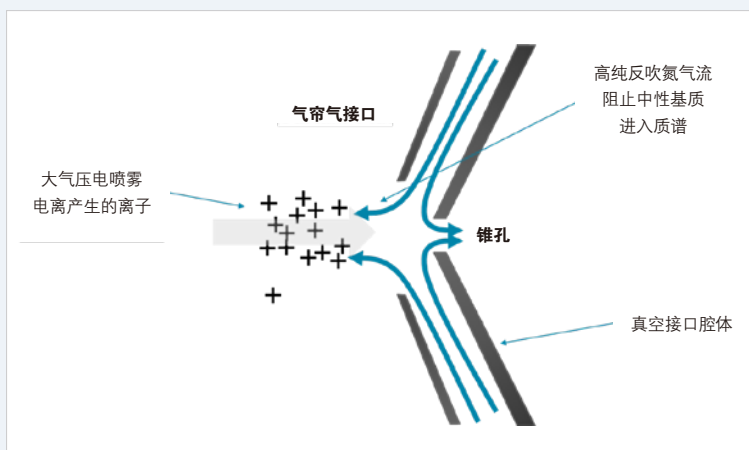 高纯反吹氮气流
阻止中性基质
进入质谱
气帘气接口
大气压电喷雾
电离产生的离子
锥孔
真空接口腔体